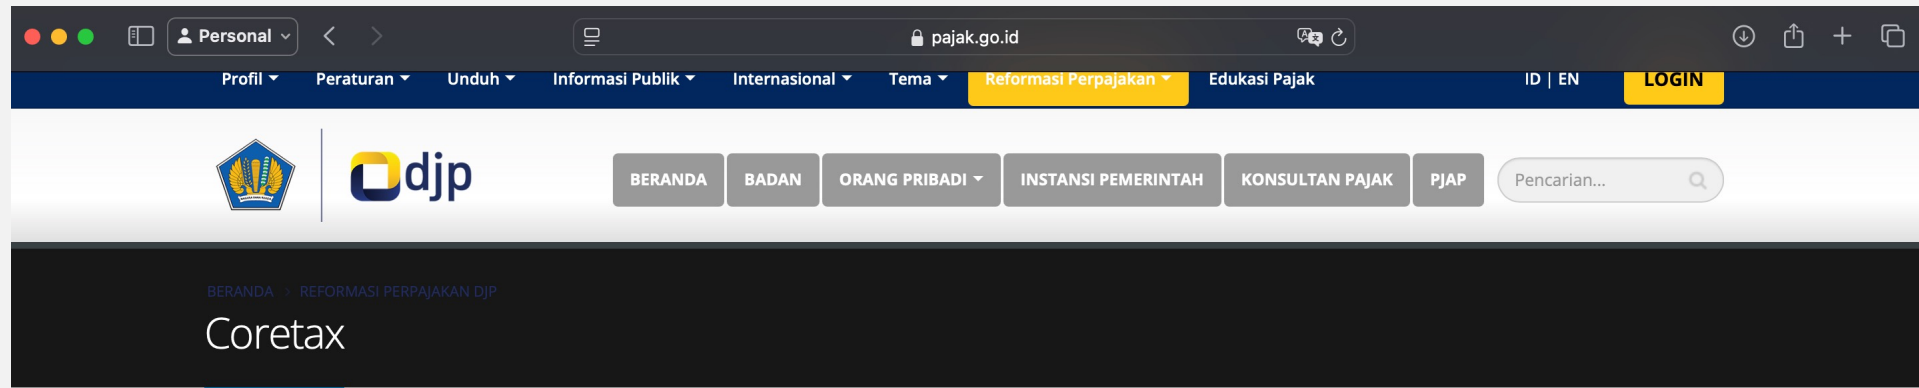 Personal
pajak.go.id
Profil Peraturan Unduh Informasi Publik Internasional Tema Reformasi Perpajakan Edukasi Pajak ID | EN LOGIN
djp BERANDA BADAN ORANG PRIBADI INSTANSI PEMERINTAH KONSULTAN PAJAK PJAP Pencarian...
BERANDA › REFORMASI PERPAJAKAN DJP
Coretax